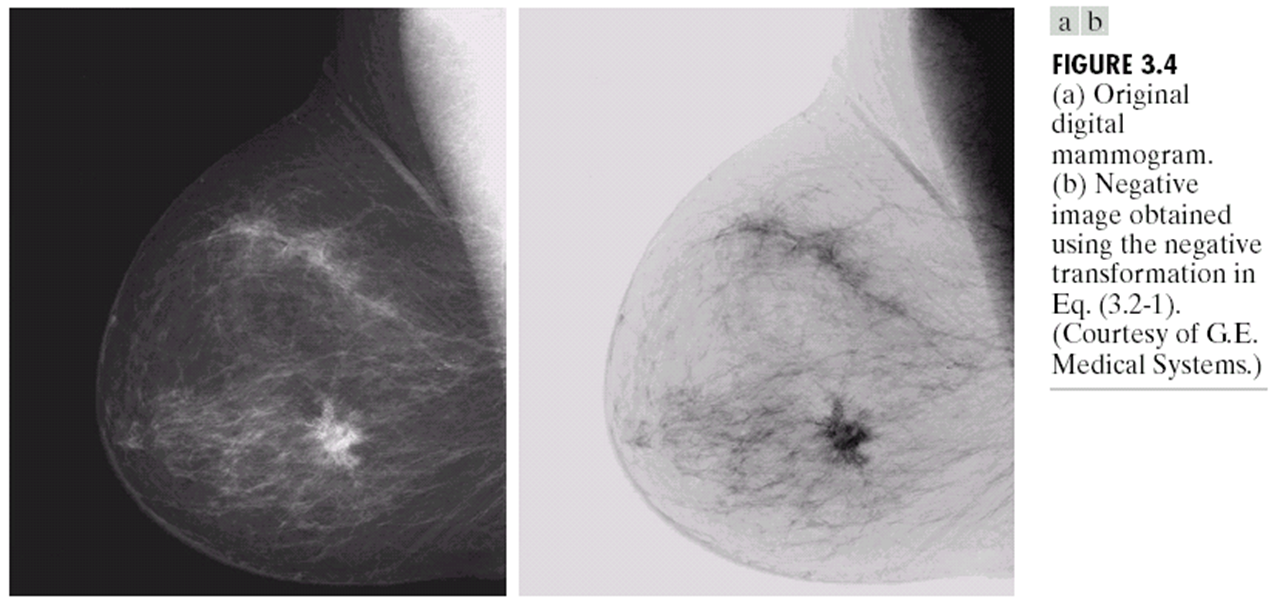 a b
FIGURE 3.4
(a) Original
digital
mammogram.
(b) Negative
image obtained
using the negative
transformation in
Eq. (3.2-1).
(Courtesy of G.E.
Medical Systems.)